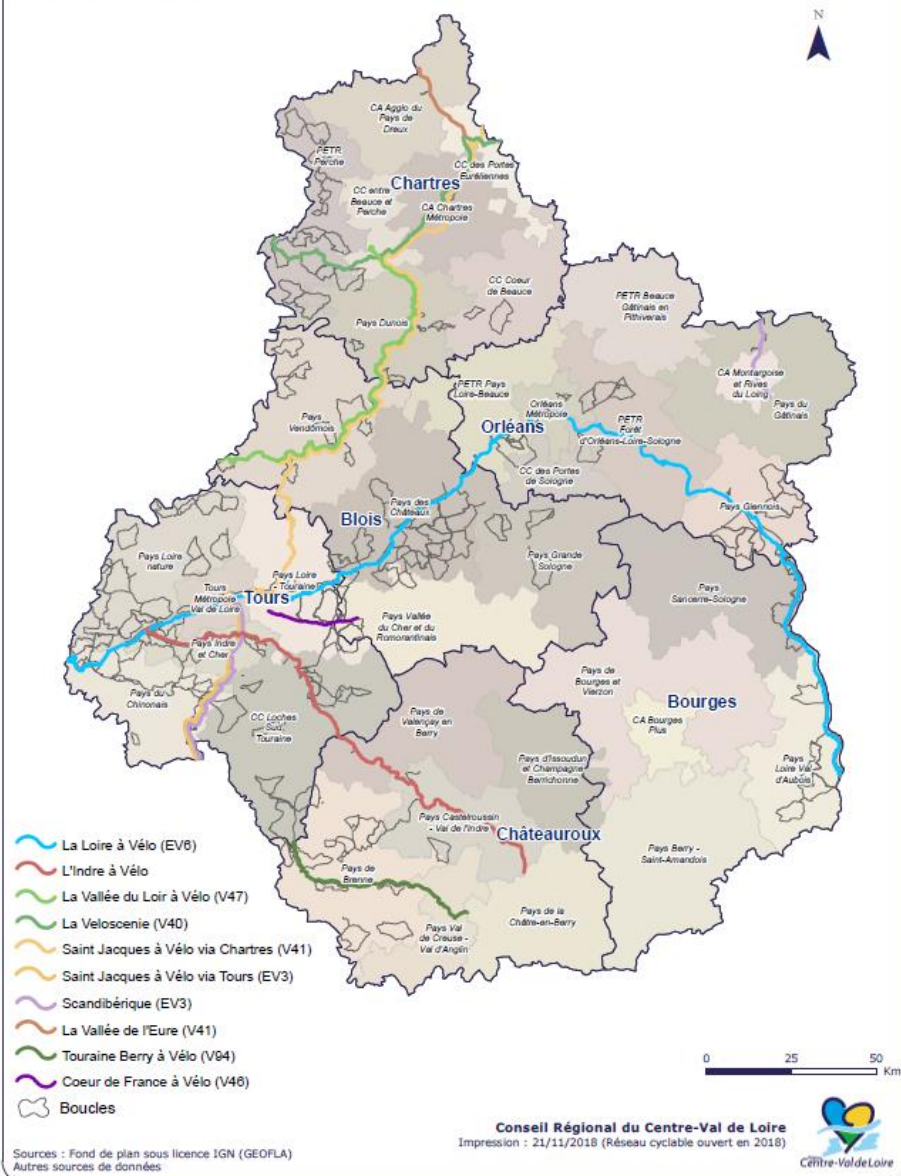 N
CA Agglo du
Pays de
Dreux
PETR
Perche
CC des Portes
Euréliennes
Chartres
CC entre
Beauce et
Perche
CA Chartres
Métropole
CC Coeur
de Beauce
PETR Beauce
Gâtinais en
Pithiverais
Pays Dunois
CA Montargoise
et Rives
du Loing
Pays du
Gâtinais
PETR Pays
Loire-Beauce
Orléans
Métropole
Orléans
PETR
Forêt
d'Orléans-Loire-Sologne
Pays
Vendômois
CC des Portes
de Sologne
Pays des
Châteaux
Blois
Pays Giennois
Pays Loire
nature
Pays Grande
Sologne
Pays Loire
- Touraine
Tours
Métropole
Val de Loire
Tours
Pays
Sancerre-Sologne
Pays Vallée
du Cher et du
Romorantinais
Pays Indre
et Cher
Pays de
Bourges et
Vierzon
Pays du
Chinonais
Bourges
CC Loches
Sud
Touraine
Pays de
Valençay en
Berry
CA Bourges
Plus
Pays d'Issoudun
et Champagne
Berrichonne
Pays
Loire Val
d'Aubois
Pays Castelroussin
- Val de l'Indre
Châteauroux
Pays Berry -
Saint-Amandois
Pays de
Brenne
Pays de la
Châtre-en-Berry
Pays Val
de Creuse -
Val d'Anglin
La Loire à Vélo (EV6)
L'Indre à Vélo
La Vallée du Loir à Vélo (V47)
La Veloscenie (V40)
Saint Jacques à Vélo via Chartres (V41)
Saint Jacques à Vélo via Tours (EV3)
Scandibérique (EV3)
La Vallée de l'Eure (V41)
Touraine Berry à Vélo (V94)
Coeur de France à Vélo (V46)
Boucles
0 25 50
Km
Conseil Régional du Centre-Val de Loire
Impression : 21/11/2018 (Réseau cyclable ouvert en 2018)
Sources : Fond de plan sous licence IGN (GEOFLA)
Autres sources de données
Centre-Val de Loire